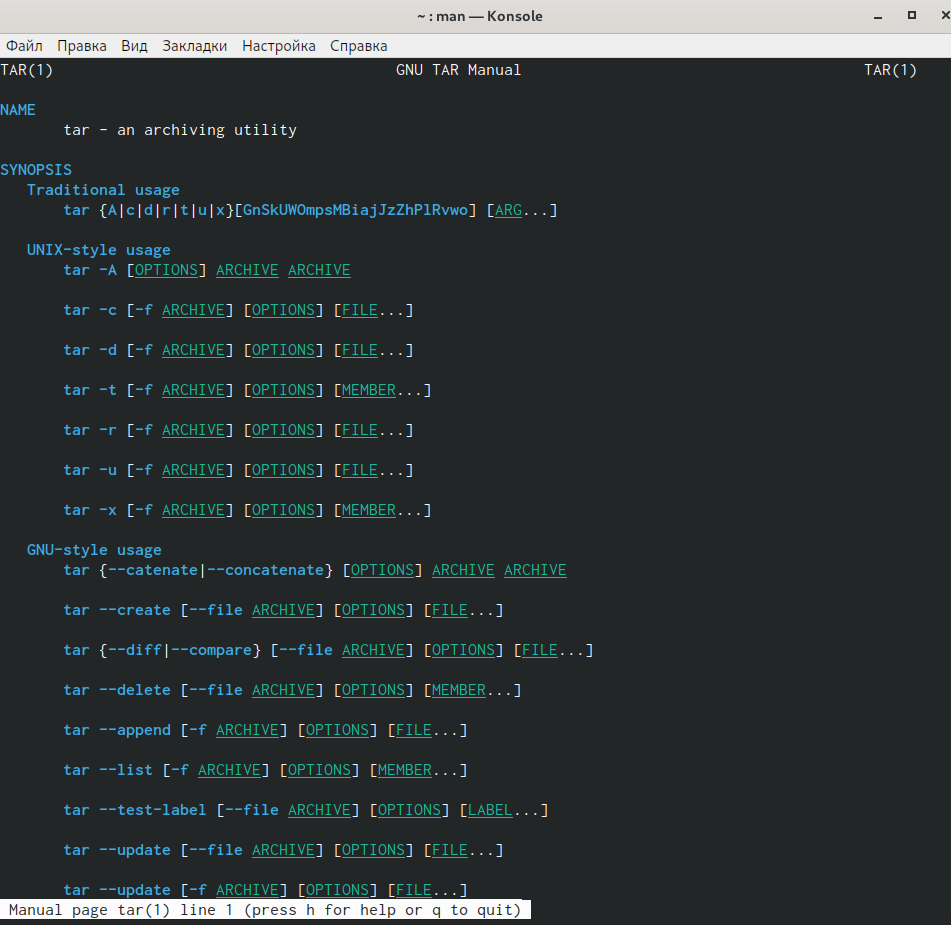 ~ : man — Konsole
Файл Правка Вид Закладки Настройка Справка
TAR(1) GNU TAR Manual TAR(1)
NAME
tar - an archiving utility
SYNOPSIS
Traditional usage
tar {A|c|d|r|t|u|x}[GnSkUWOmpsMBiajJzZhPlRvwo] [ARG...]
UNIX-style usage
tar -A [OPTIONS] ARCHIVE ARCHIVE
tar -c [-f ARCHIVE] [OPTIONS] [FILE...]
tar -d [-f ARCHIVE] [OPTIONS] [FILE...]
tar -t [-f ARCHIVE] [OPTIONS] [MEMBER...]
tar -r [-f ARCHIVE] [OPTIONS] [FILE...]
tar -u [-f ARCHIVE] [OPTIONS] [FILE...]
tar -x [-f ARCHIVE] [OPTIONS] [MEMBER...]
GNU-style usage
tar {--catenate|--concatenate} [OPTIONS] ARCHIVE ARCHIVE
tar --create [--file ARCHIVE] [OPTIONS] [FILE...]
tar {--diff|--compare} [--file ARCHIVE] [OPTIONS] [FILE...]
tar --delete [--file ARCHIVE] [OPTIONS] [MEMBER...]
tar --append [-f ARCHIVE] [OPTIONS] [FILE...]
tar --list [-f ARCHIVE] [OPTIONS] [MEMBER...]
tar --test-label [--file ARCHIVE] [OPTIONS] [LABEL...]
tar --update [--file ARCHIVE] [OPTIONS] [FILE...]
tar --update [-f ARCHIVE] [OPTIONS] [FILE...]
Manual page tar(1) line 1 (press h for help or q to quit)